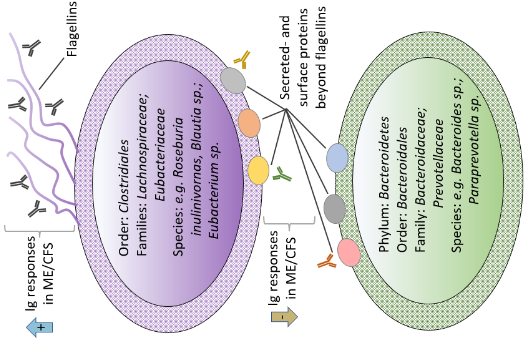 Flagellins
+
Ig responses
in ME/CFS
Order: Clostridiales
Families: Lachnospiraceae;
Eubacteriaceae
Species: e.g. Roseburia
inulinivornas, Blautia sp.;
Eubacterium sp.
Secreted- and
surface proteins
beyond flagellins
-
Ig responses
in ME/CFS
Phylum: Bacteroidetes
Order: Bacteroidales
Family: Bacteroidaceae;
Prevotellaceae
Species: e.g. Bacteroides sp.;
Paraprevotella sp.